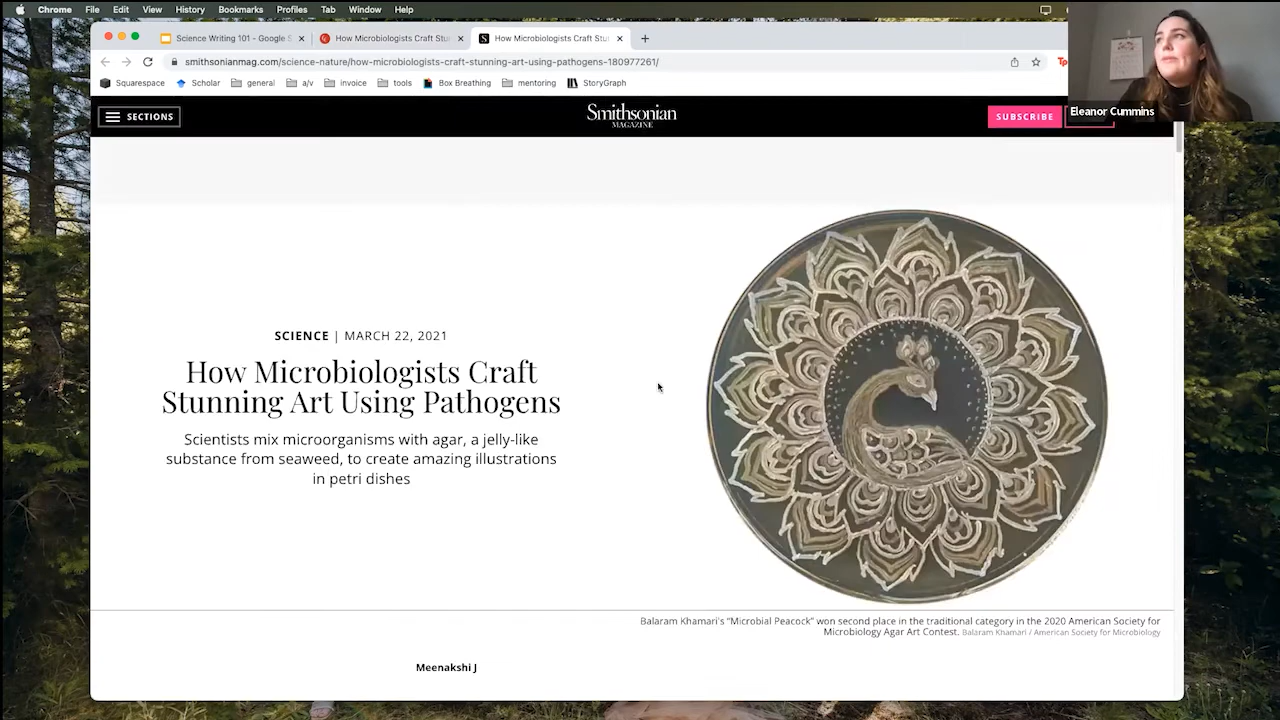 Chrome File Edit View History Bookmarks Profiles Tab Window Help
Science Writing 101 - Google S
How Microbiologists Craft Stun
How Microbiologists Craft Stu
smithsonianmag.com/science-nature/how-microbiologists-craft-stunning-art-using-pathogens-180977261/
Squarespace Scholar general a/v invoice tools Box Breathing mentoring StoryGraph
Eleanor Cummins
SECTIONS
Smithsonian
MAGAZINE
SUBSCRIBE
SCIENCE | MARCH 22, 2021
How Microbiologists Craft
Stunning Art Using Pathogens
Scientists mix microorganisms with agar, a jelly-like
substance from seaweed, to create amazing illustrations
in petri dishes
Balaram Khamari's “Microbial Peacock” won second place in the traditional category in the 2020 American Society for
Microbiology Agar Art Contest. Balaram Khamari / American Society for Microbiology
Meenakshi J